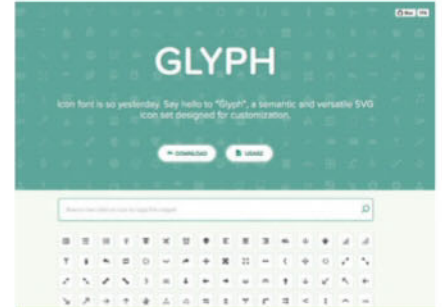 Star
GLYPH
Icon font is so yesterday. Say hello to "Glyph", a semantic and versatile SVG
icon set designed for customization.
DOWNLOAD
USAGE